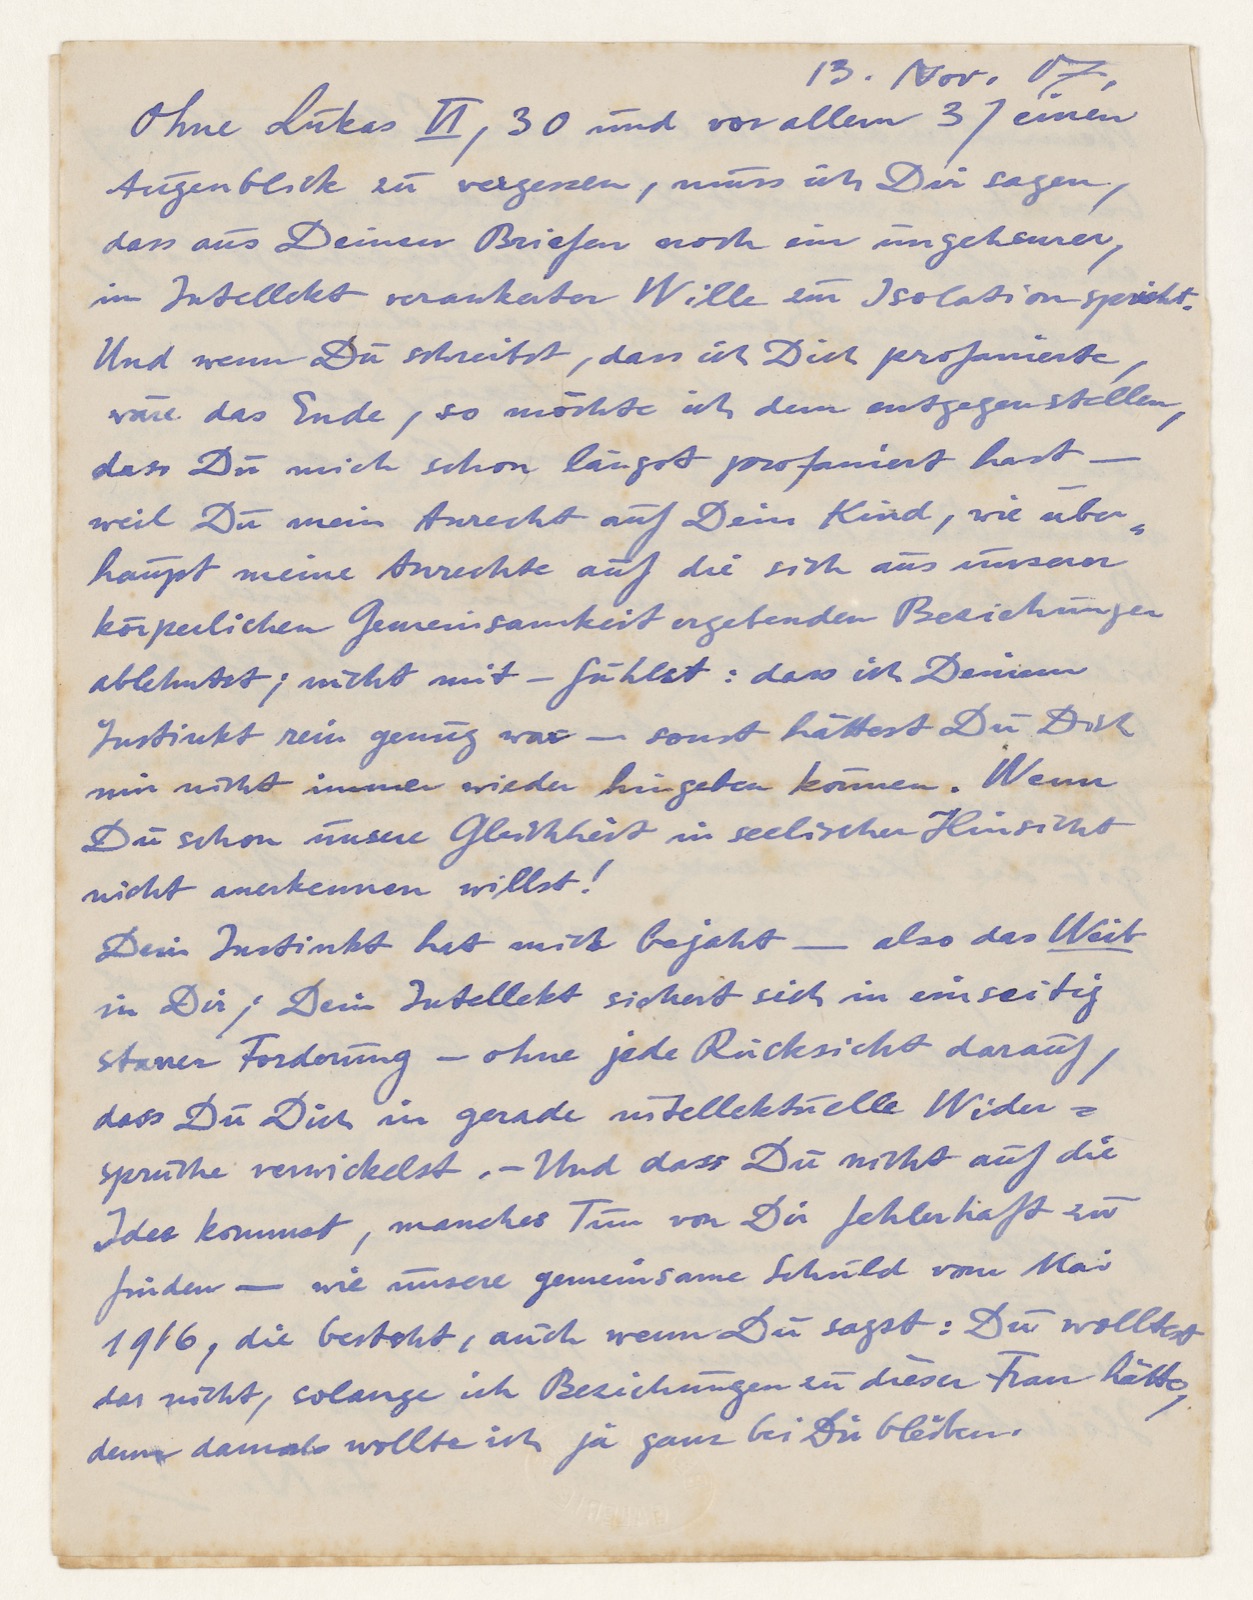 13. Nov. 17.
Ohne Lukas VI, 30 und vor allem 37 einen
Augenblick zu vergessen, muss ich Dir sagen,
dass aus Deinen Briefen noch ein ungeheurer,
im Intellekt verankerter Wille zur Isolation spricht.
Und wenn Du schreibst, dass ich Dich profanierte,
wäre das Ende, so möchte ich dem entgegenstellen,
dass Du mich schon längst profaniert hast —
weil Du mein Anrecht auf Dein Kind, wie über=
haupt meine Anrechte auf die sich aus unserer
körperlichen Gemeinsamkeit ergebenden Beziehungen
ablehntest; nicht mit-fühlst: dass ich Deinem
Instinkt rein genug war — sonst hättest Du Dich
mir nicht immer wieder hingeben können. Wenn
Du schon unsere Gleichheit in seelischer Hinsicht
nicht anerkennen willst!
Dein Instinkt hat mich bejaht — also das Weib
in Dir; Dein Intellekt sichert sich in einseitig
starrer Forderung — ohne jede Rücksicht darauf,
dass Du Dich in gerade intellektuelle Wider=
sprüche verwickelst. — Und dass Du nicht auf die
Idee kommst, manches Tun von Dir fehlerhaft zu
finden — wie unsere gemeinsame Schuld vom Mai
1916, die besteht, auch wenn Du sagst: Du wolltest
das nicht, solange ich Beziehungen zu dieser Frau hätte,
denn damals wollte ich ja ganz bei Dir bleiben.